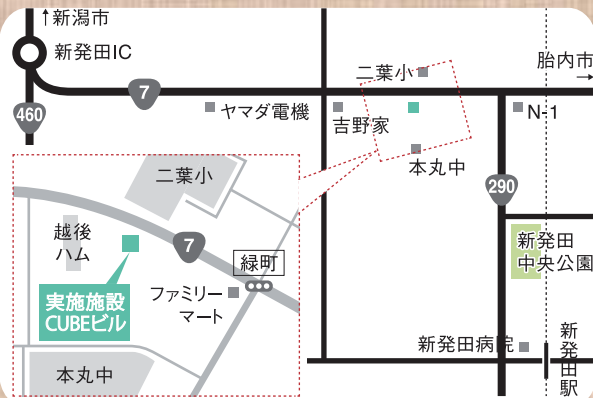 ↑新潟市
新発田IC
胎内市
→
二葉小
7
460
ヤマダ電機
吉野家
N-1
本丸中
290
新発田
中央公園
新発田病院
新発田駅
二葉小
越後
ハム
7
緑町
ファミリー
マート
実施施設
CUBEビル
本丸中